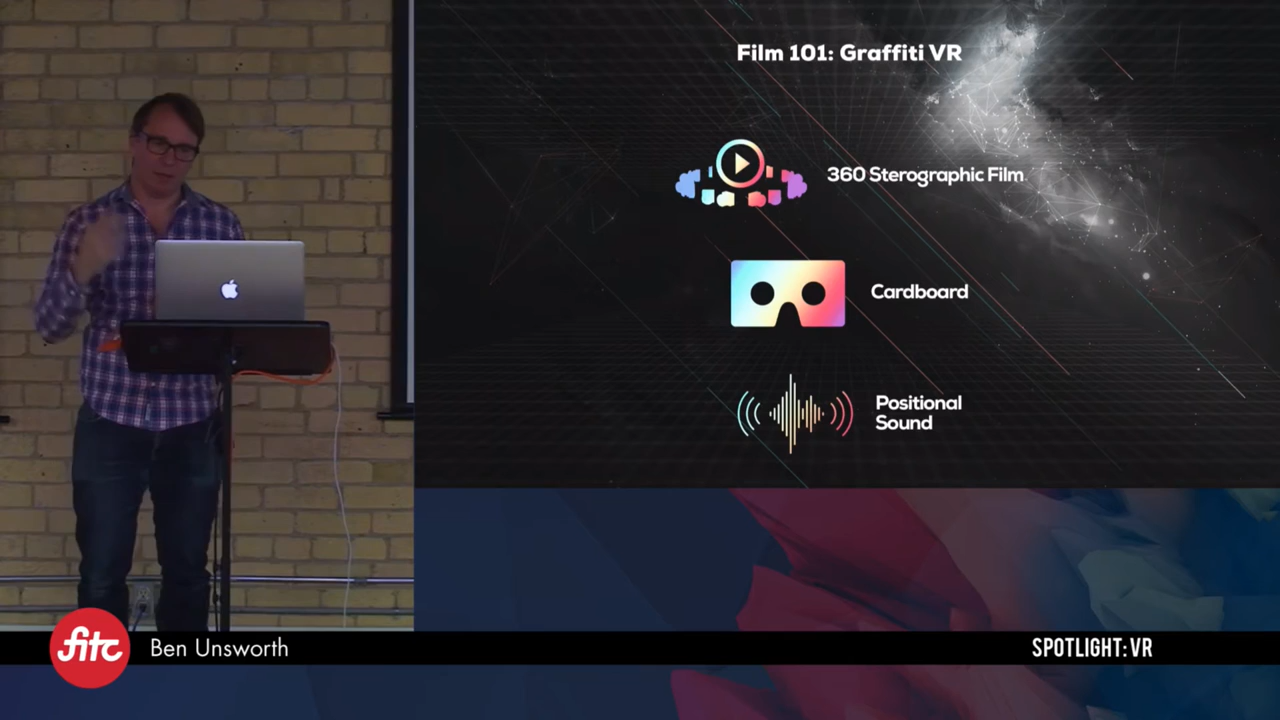 Film 101: Graffiti VR
360 Sterographic Film
Cardboard
Positional
Sound
fitc
Ben Unsworth
SPOTLIGHT: VR